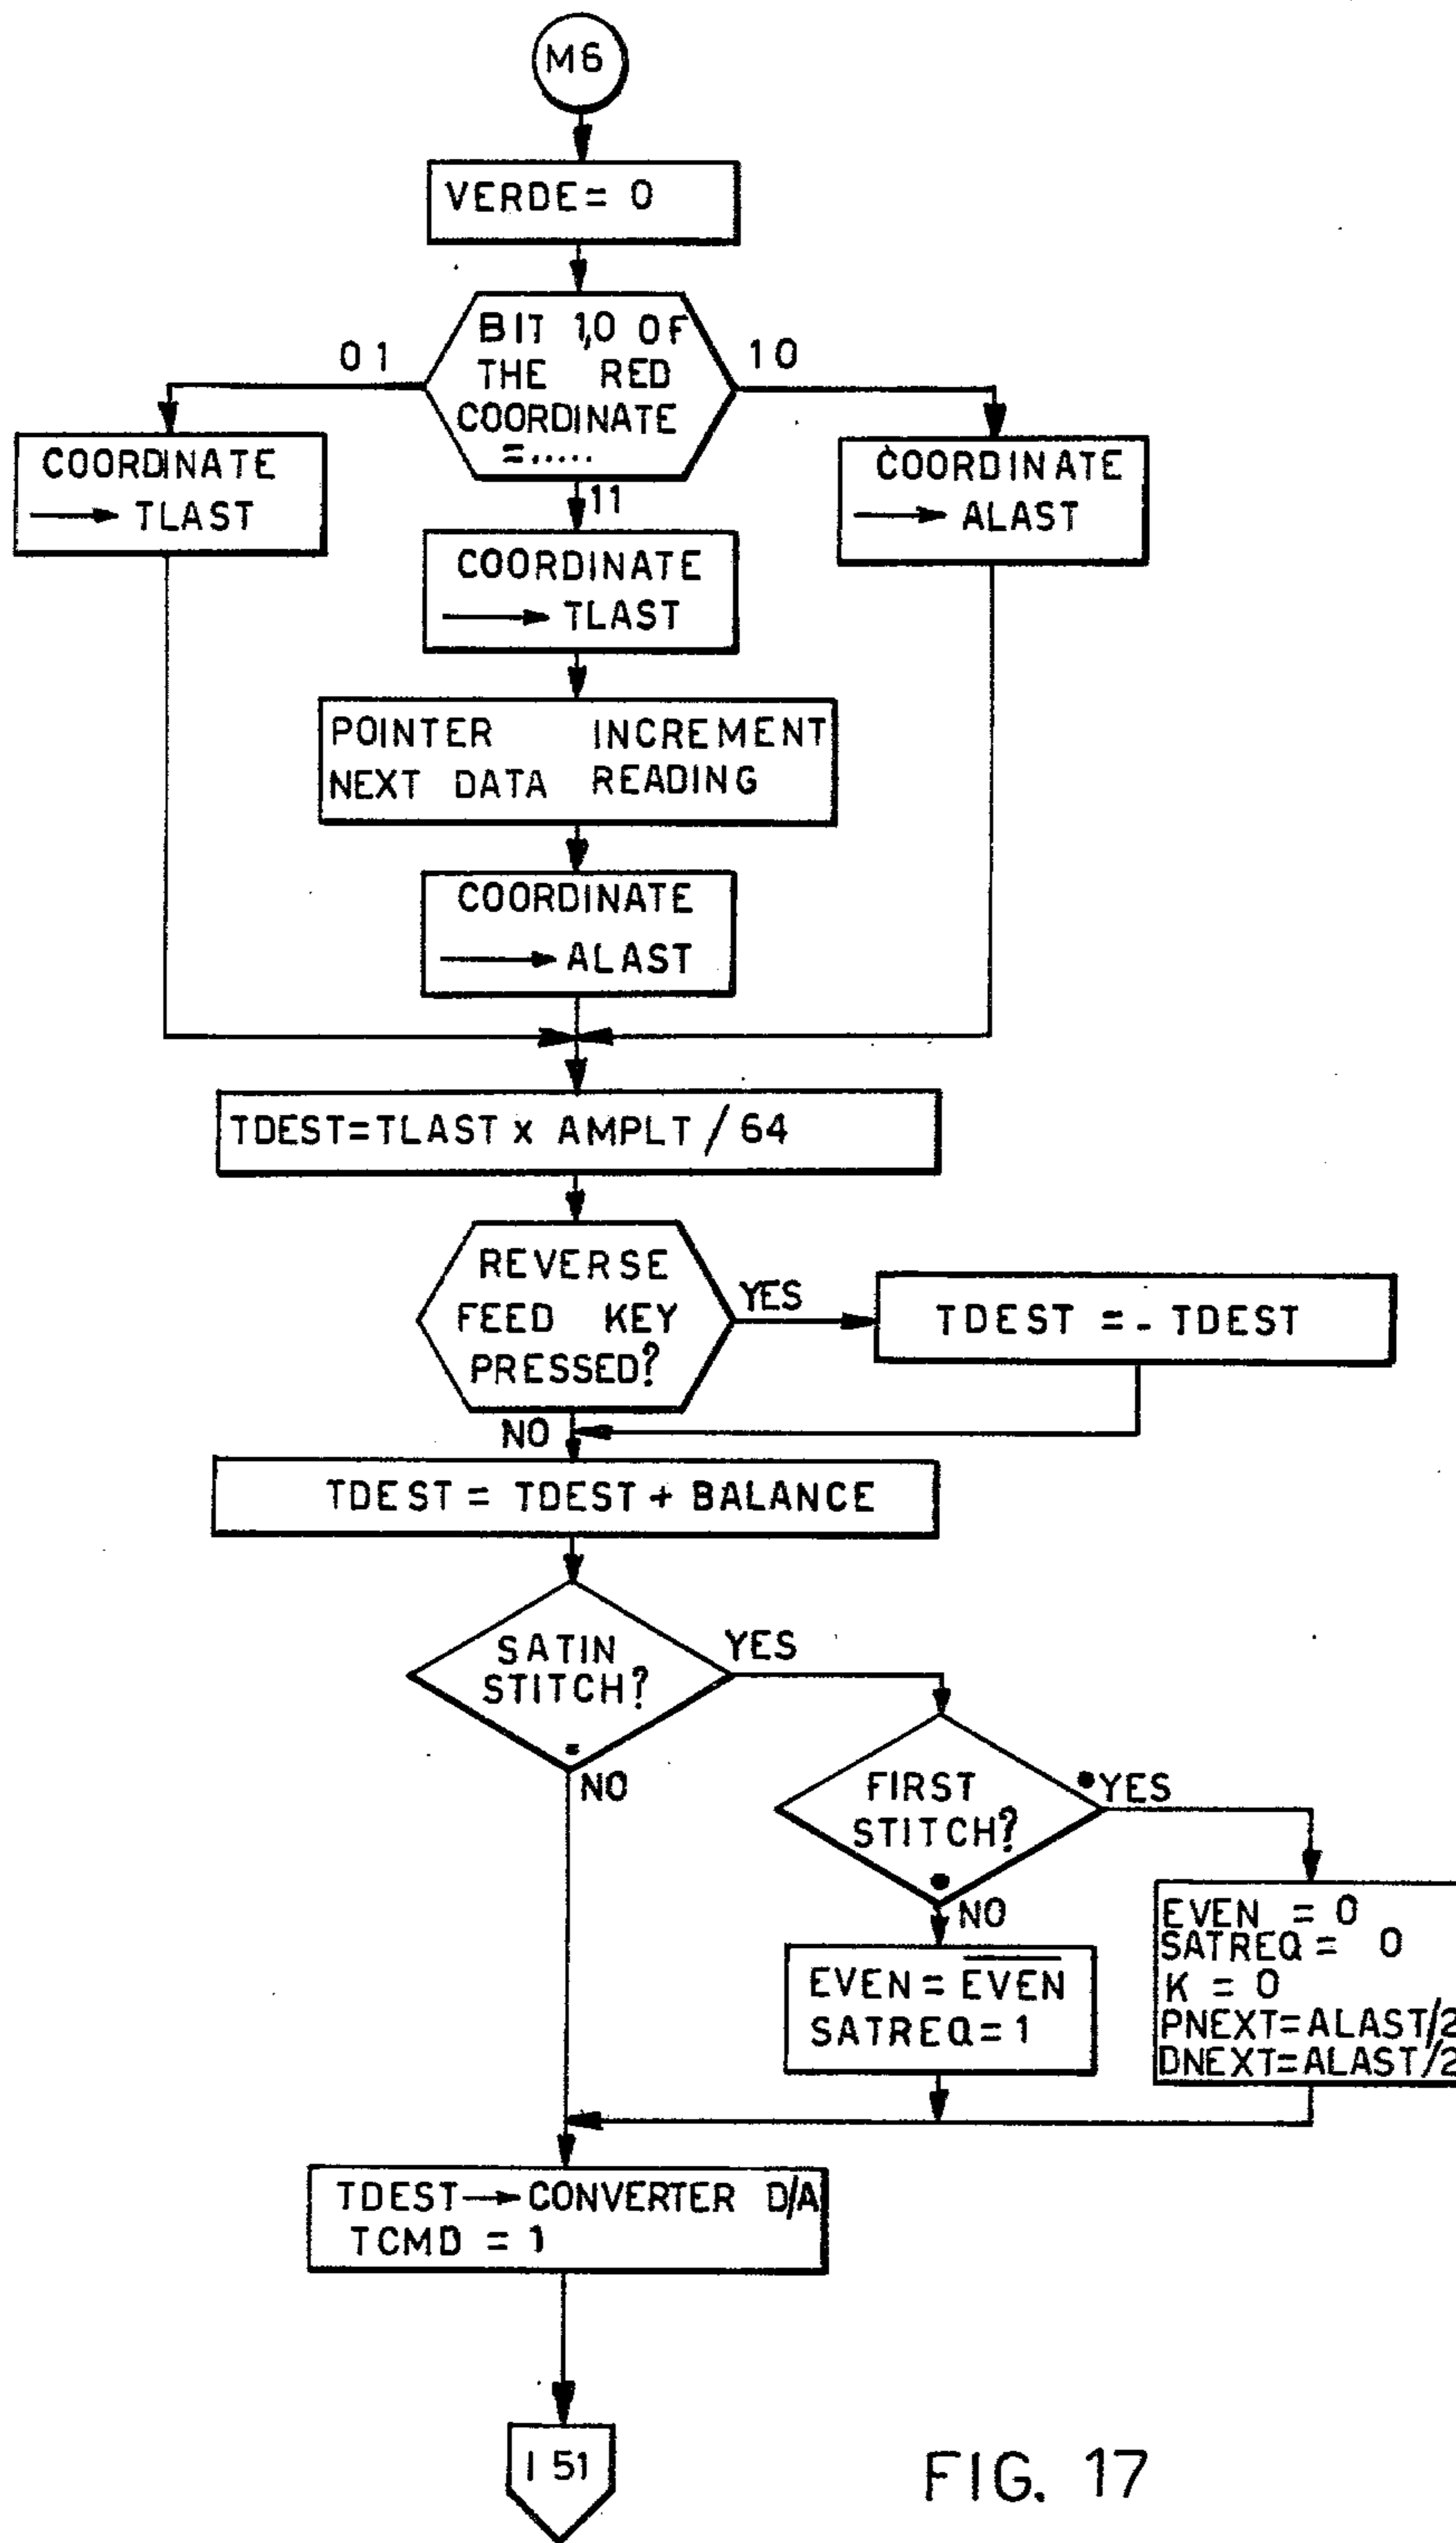 M6
VERDE = 0
BIT 1,0 OF
THE RED
COORDINATE
=.....
01
10
11
COORDINATE
→ TLAST
COORDINATE
→ ALAST
COORDINATE
→ TLAST
POINTER INCREMENT
NEXT DATA READING
COORDINATE
→ ALAST
TDEST=TLAST x AMPLT / 64
REVERSE
FEED KEY
PRESSED?
YES
TDEST =- TDEST
NO
TDEST = TDEST + BALANCE
SATIN
STITCH?
YES
NO
FIRST
STITCH?
YES
NO
EVEN = E̅V̅E̅N̅
SATREQ = 1
EVEN = 0
SATREQ = 0
K = 0
PNEXT=ALAST/2
DNEXT=ALAST/2
TDEST → CONVERTER D/A
TCMD = 1
I 51
FIG. 17